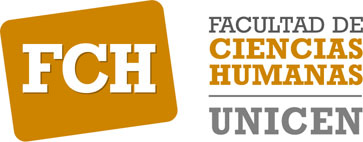 FCH
FACULTAD DE
CIENCIAS
HUMANAS
UNICEN